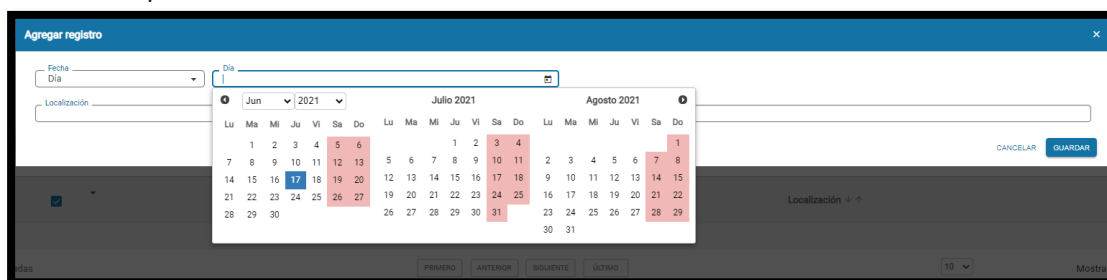 Agregar registro ×
Fecha
Día
Día
Localización
Jun 2021 Julio 2021 Agosto 2021
Lu Ma Mi Ju Vi Sa Do Lu Ma Mi Ju Vi Sa Do Lu Ma Mi Ju Vi Sa Do
1 2 3 4 5 6 1 2 3 4 1
7 8 9 10 11 12 13 5 6 7 8 9 10 11 2 3 4 5 6 7 8
14 15 16 17 18 19 20 12 13 14 15 16 17 18 9 10 11 12 13 14 15
21 22 23 24 25 26 27 19 20 21 22 23 24 25 16 17 18 19 20 21 22
28 29 30 26 27 28 29 30 31 23 24 25 26 27 28 29
30 31
CANCELAR GUARDAR
Localización ↓ ↑
adas PRIMERO ANTERIOR SIGUIENTE ÚLTIMO 10 Mostra